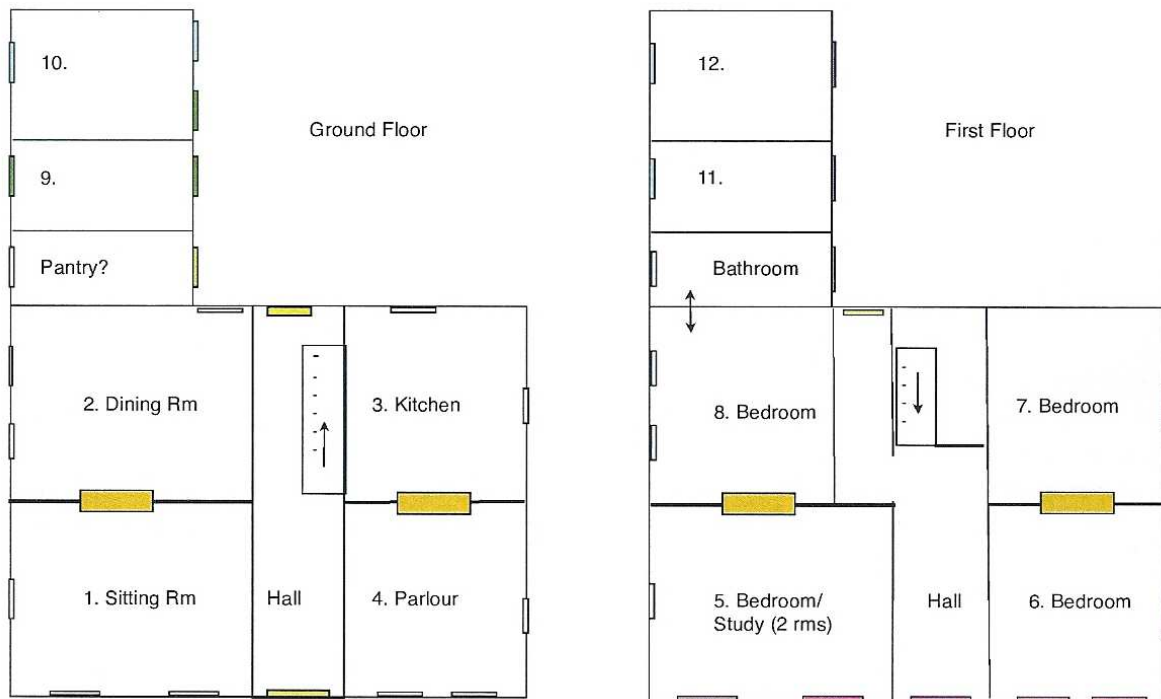 10.
Ground Floor
9.
Pantry?
2. Dining Rm
3. Kitchen
1. Sitting Rm
Hall
4. Parlour
12.
First Floor
11.
Bathroom
8. Bedroom
7. Bedroom
5. Bedroom/
Study (2 rms)
Hall
6. Bedroom